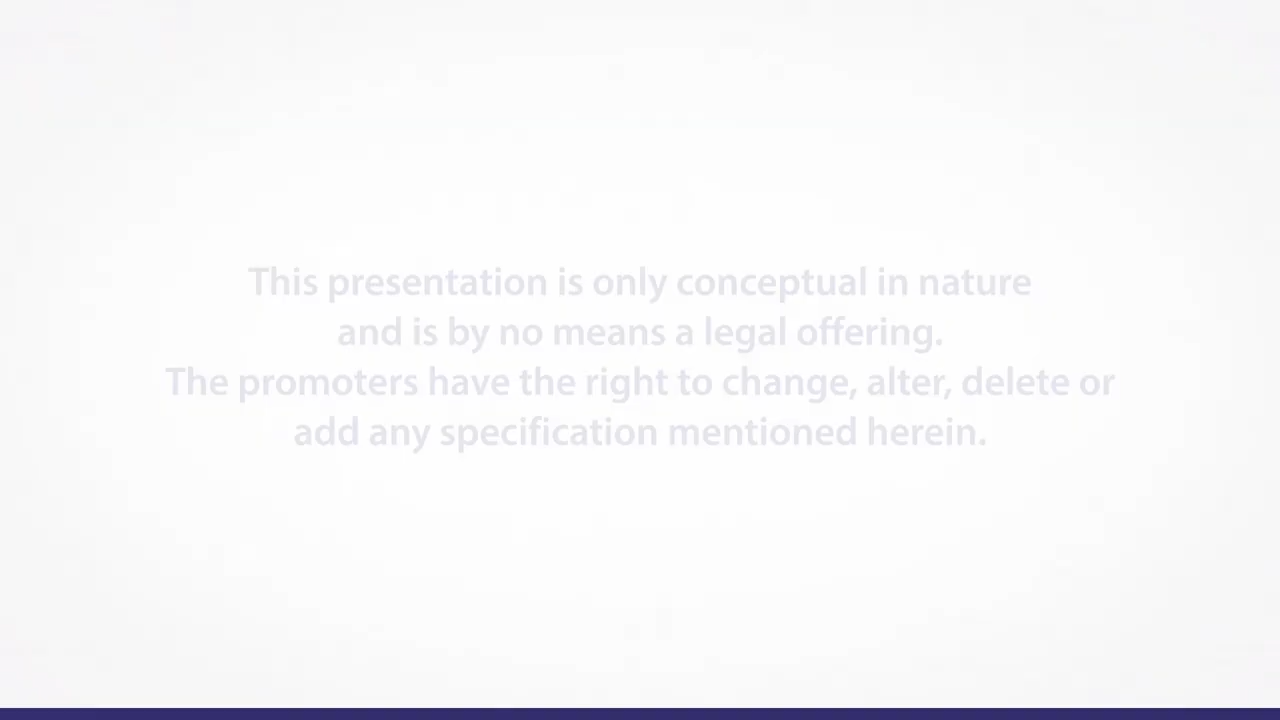 This presentation is only conceptual in nature
and is by no means a legal offering.
The promoters have the right to change, alter, delete or
add any specification mentioned herein.